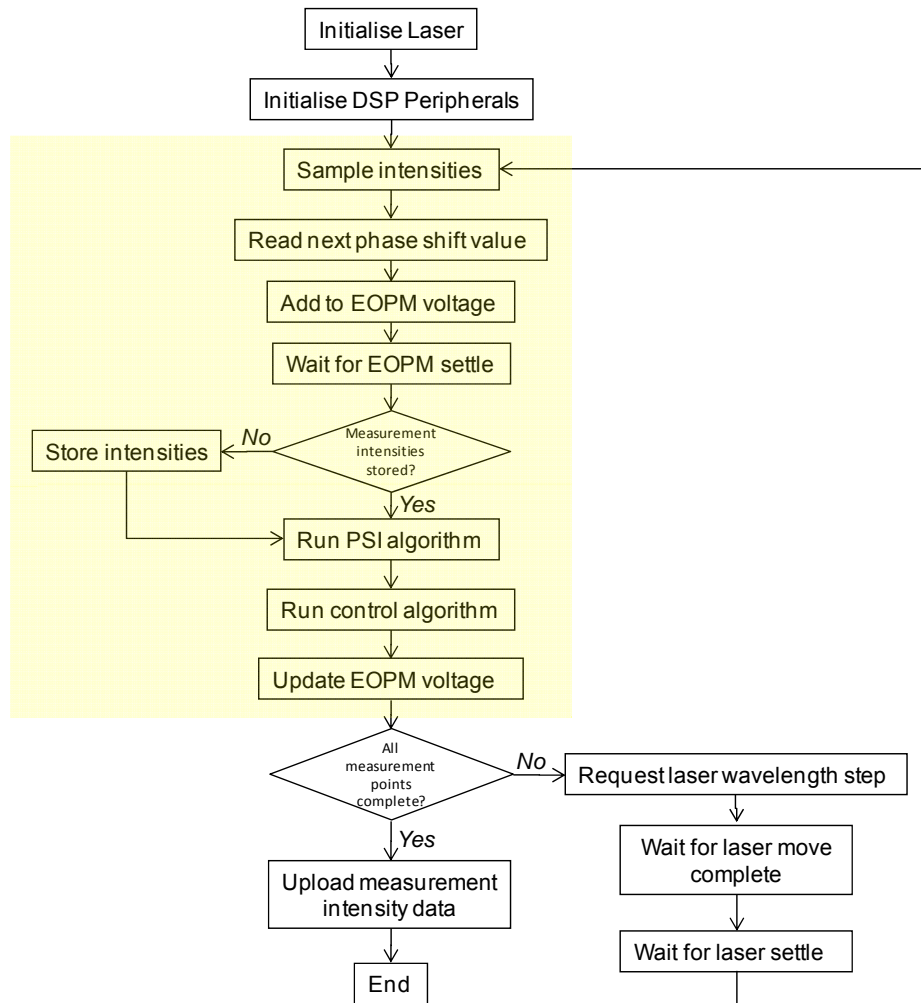 Initialise Laser
Initialise DSP Peripherals
Sample intensities
Read next phase shift value
Add to EOPM voltage
Wait for EOPM settle
Measurement
intensities
stored?
No
Store intensities
Yes
Run PSI algorithm
Run control algorithm
Update EOPM voltage
All
measurement
points
complete?
No
Request laser wavelength step
Yes
Wait for laser move
complete
Upload measurement
intensity data
Wait for laser settle
End